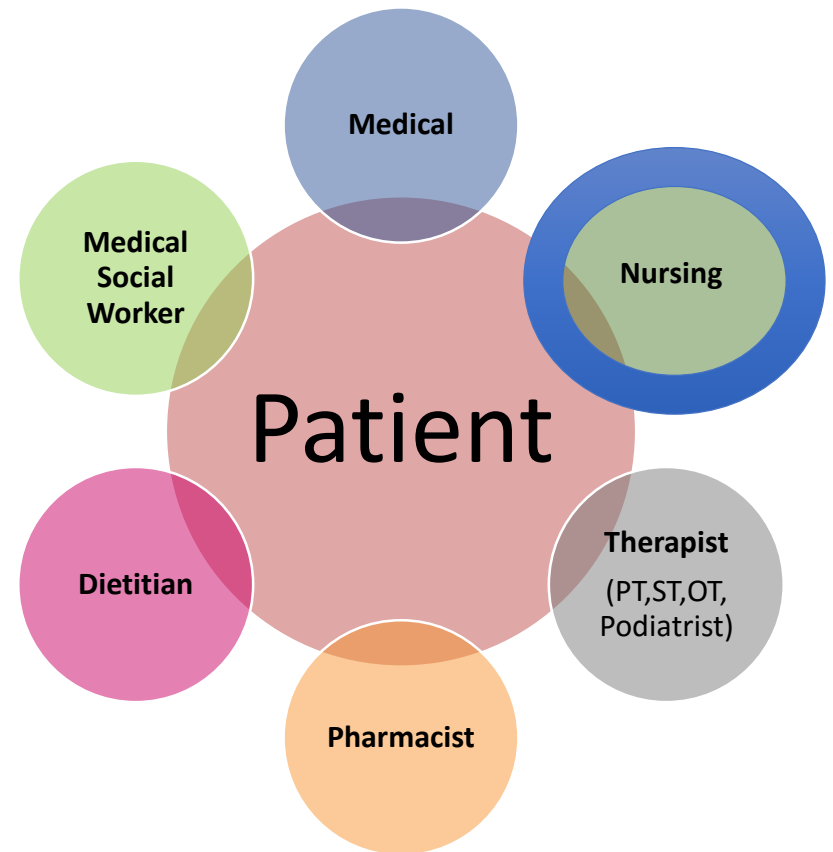 Medical
Medical
Social
Worker
Nursing
Patient
Dietitian
Therapist
(PT,ST,OT,
Podiatrist)
Pharmacist